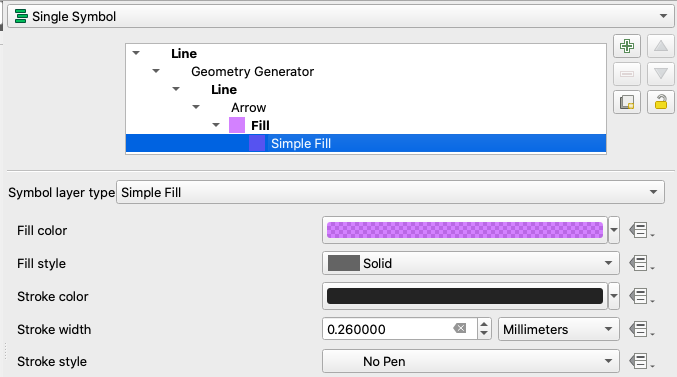 Single Symbol
Line
Geometry Generator
Line
Arrow
Fill
Simple Fill
Symbol layer type Simple Fill
Fill color
Fill style Solid
Stroke color
Stroke width 0.260000 Millimeters
Stroke style No Pen